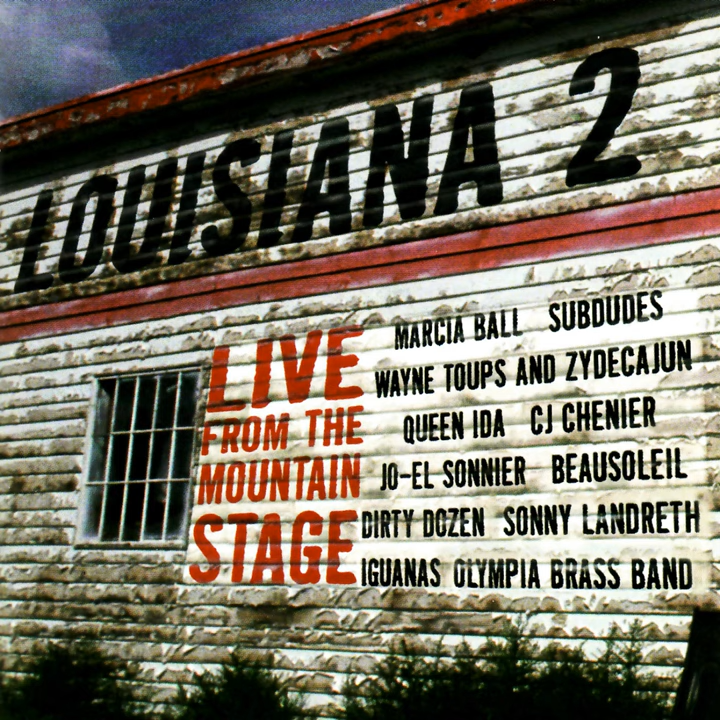 LOUISIANA 2
LIVE
FROM THE
MOUNTAIN
STAGE
MARCIA BALL SUBDUDES
WAYNE TOUPS AND ZYDECAJUN
QUEEN IDA CJ CHENIER
JO-EL SONNIER BEAUSOLEIL
DIRTY DOZEN SONNY LANDRETH
IGUANAS OLYMPIA BRASS BAND